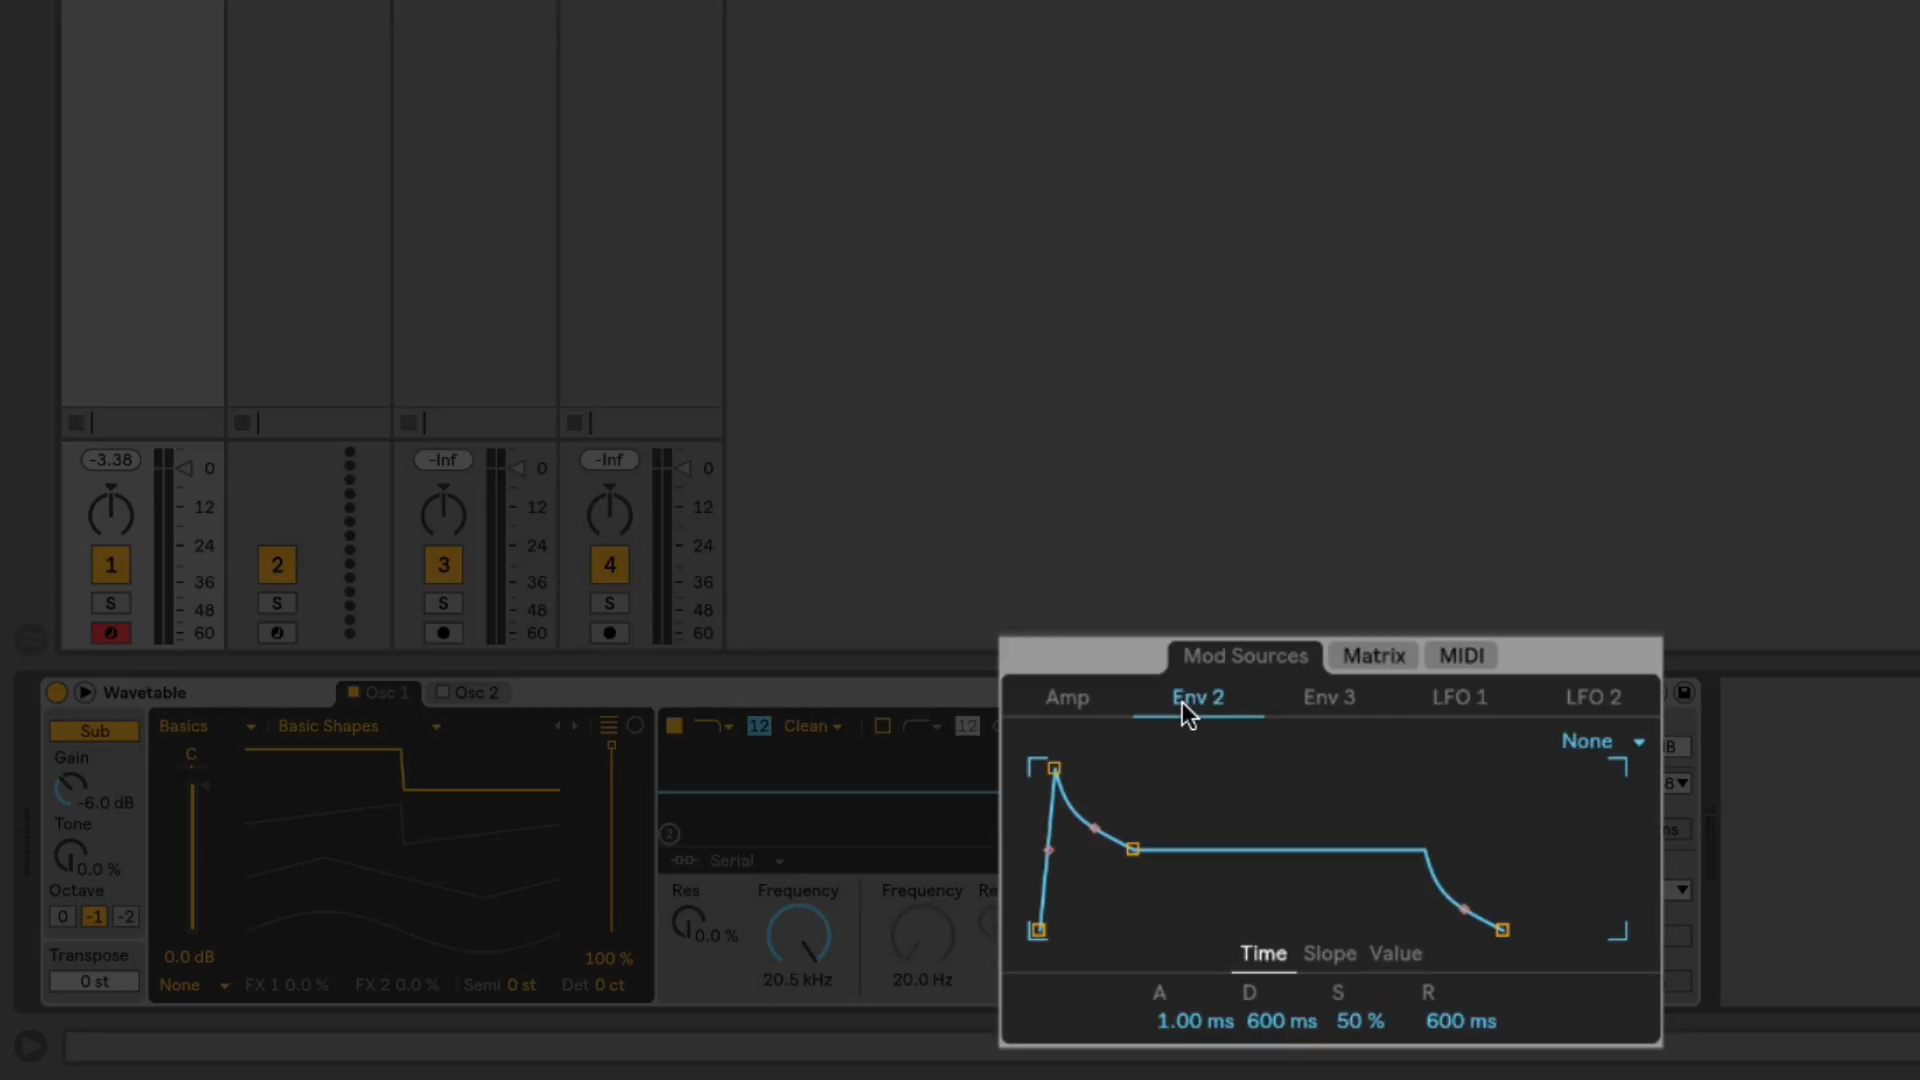 -3.38
-Inf
-Inf
0
0
0
12
12
12
24
24
24
1
2
3
4
36
36
36
S
S
S
S
48
48
48
60
60
60
Mod Sources
Matrix
MIDI
Amp
Env 2
Env 3
LFO 1
LFO 2
None
Time
Slope
Value
A
D
S
R
1.00 ms
600 ms
50 %
600 ms
Wavetable
Osc 1
Osc 2
Sub
Gain
-6.0 dB
Tone
0.0 %
Octave
0
-1
-2
Transpose
0 st
Basics
Basic Shapes
C
0.0 dB
100 %
None
FX 1 0.0 %
FX 2 0.0 %
Semi 0 st
Det 0 ct
12
Clean
12
2
Serial
Res
0.0 %
Frequency
20.5 kHz
Frequency
20.0 Hz